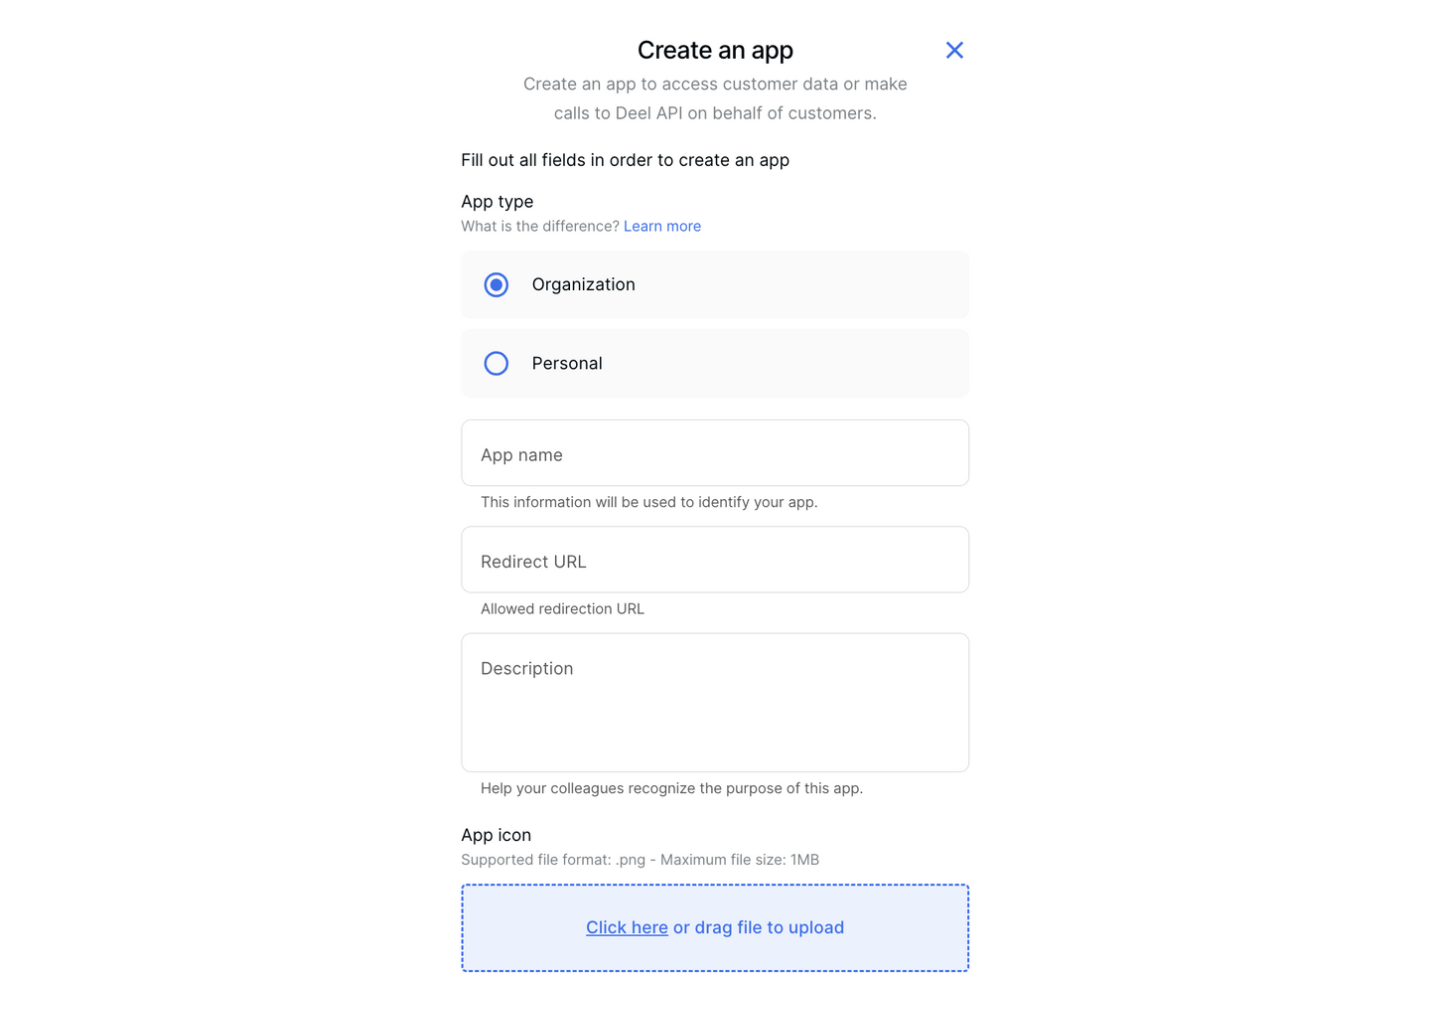 Create an app
Create an app to access customer data or make
calls to Deel API on behalf of customers.
Fill out all fields in order to create an app
App type
What is the difference? Learn more
Organization
Personal
App name
This information will be used to identify your app.
Redirect URL
Allowed redirection URL
Description
Help your colleagues recognize the purpose of this app.
App icon
Supported file format: .png - Maximum file size: 1MB
Click here or drag file to upload